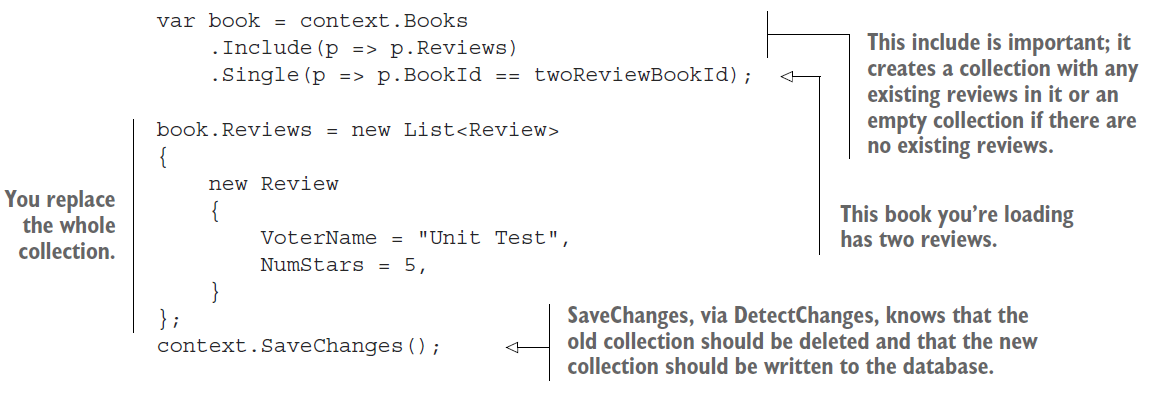 var book = context.Books
.Include(p => p.Reviews)
.Single(p => p.BookId == twoReviewBookId);
This include is important; it
creates a collection with any
existing reviews in it or an
empty collection if there are
no existing reviews.
This book you’re loading
has two reviews.
book.Reviews = new List<Review>
{
new Review
{
VoterName = "Unit Test",
NumStars = 5,
}
};
You replace
the whole
collection.
context.SaveChanges();
SaveChanges, via DetectChanges, knows that the
old collection should be deleted and that the new
collection should be written to the database.